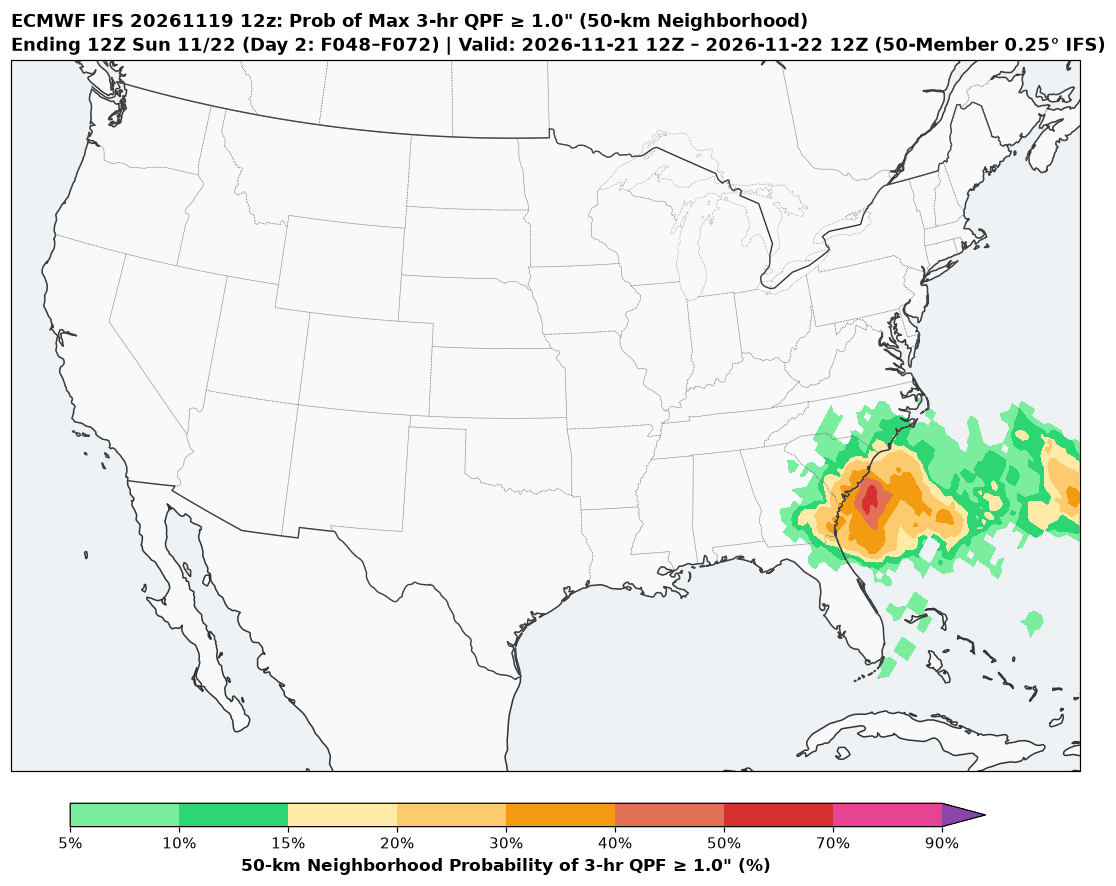 ECMWF IFS 20261119 12z: Prob of Max 3-hr QPF ≥ 1.0" (50-km Neighborhood)
Ending 12Z Sun 11/22 (Day 2: F048–F072) | Valid: 2026-11-21 12Z – 2026-11-22 12Z (50-Member 0.25° IFS)
5% 10% 15% 20% 30% 40% 50% 70% 90%
50-km Neighborhood Probability of 3-hr QPF ≥ 1.0" (%)